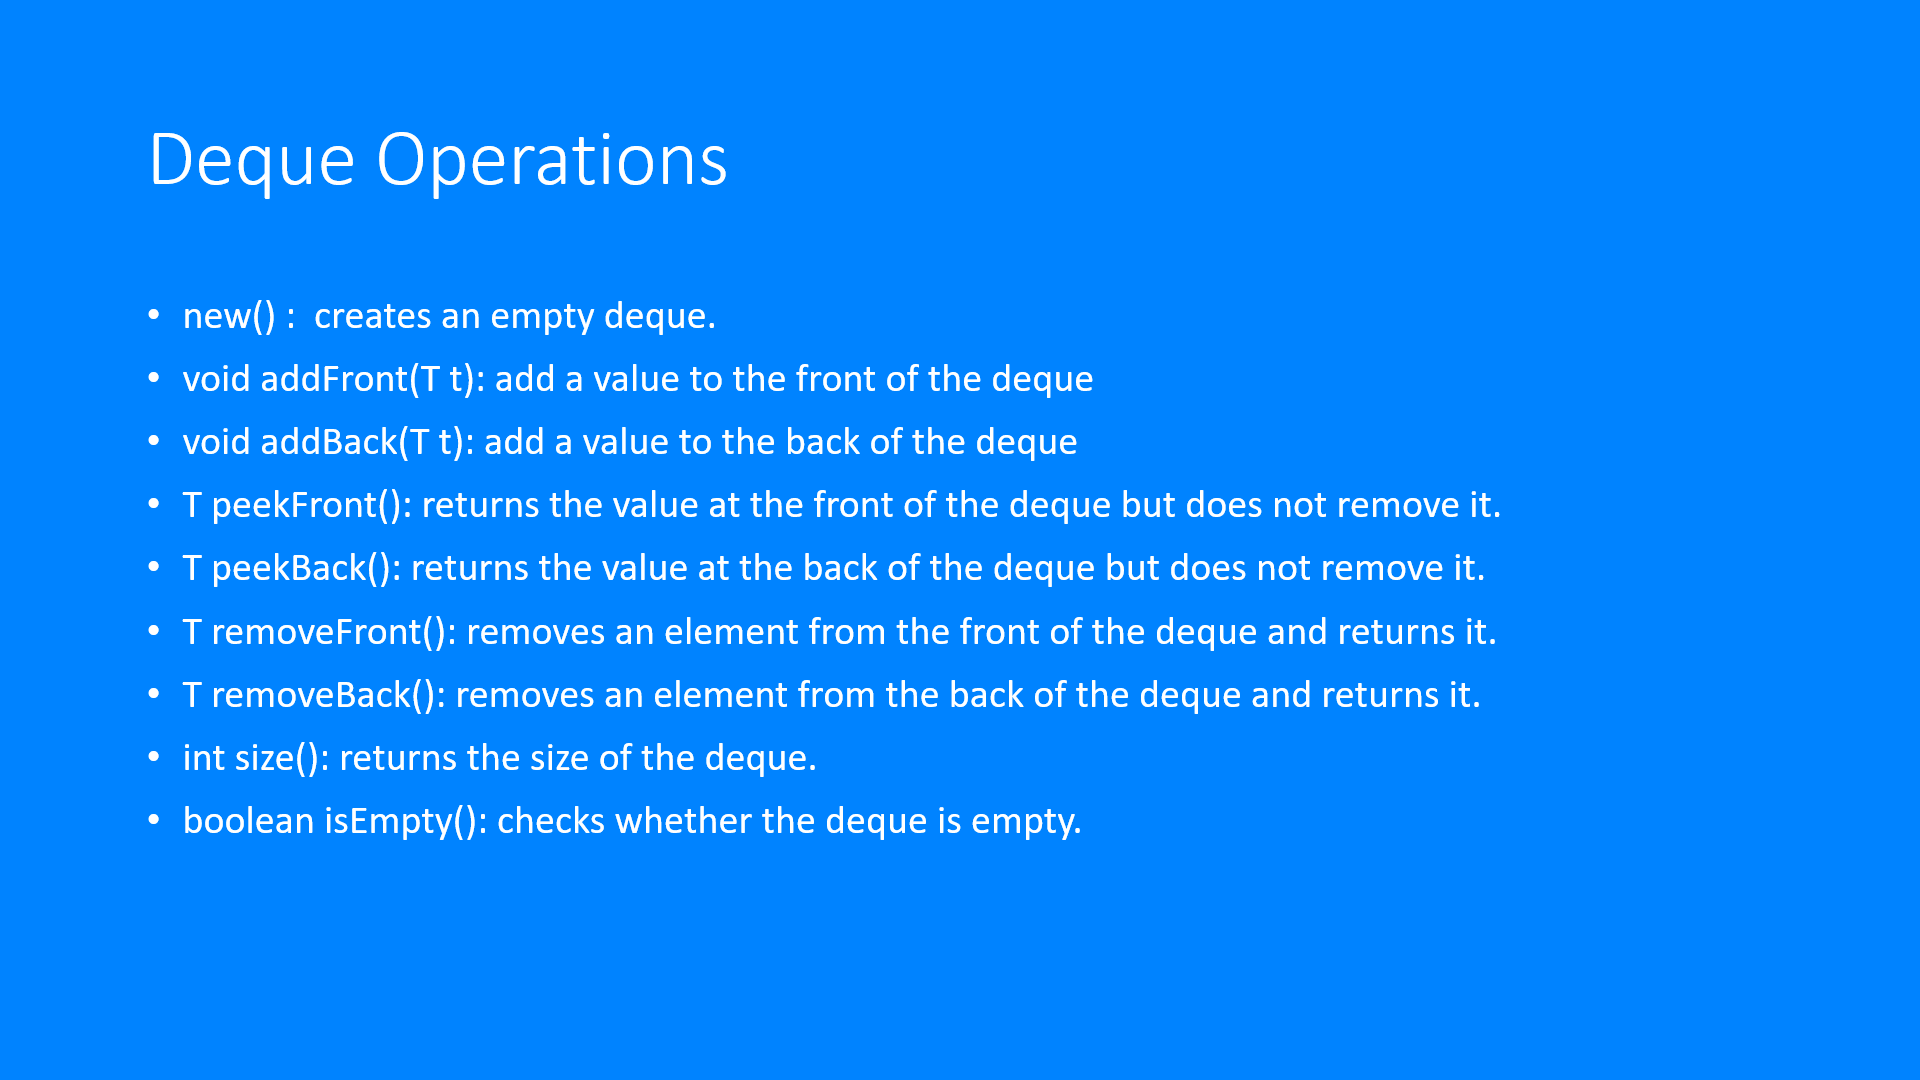 Deque Operations
• new() :  creates an empty deque.
• void addFront(T t): add a value to the front of the deque
• void addBack(T t): add a value to the back of the deque
• T peekFront(): returns the value at the front of the deque but does not remove it.
• T peekBack(): returns the value at the back of the deque but does not remove it.
• T removeFront(): removes an element from the front of the deque and returns it.
• T removeBack(): removes an element from the back of the deque and returns it.
• int size(): returns the size of the deque.
• boolean isEmpty(): checks whether the deque is empty.